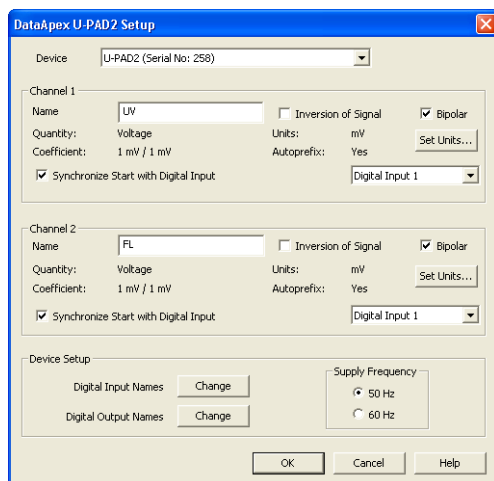 DataApex U-PAD2 Setup
Device U-PAD2 (Serial No: 258)
Channel 1
Name UV Inversion of Signal Bipolar
Quantity: Voltage Units: mV Set Units...
Coefficient: 1 mV / 1 mV Autoprefix: Yes
Synchronize Start with Digital Input Digital Input 1
Channel 2
Name FL Inversion of Signal Bipolar
Quantity: Voltage Units: mV Set Units...
Coefficient: 1 mV / 1 mV Autoprefix: Yes
Synchronize Start with Digital Input Digital Input 1
Device Setup
Supply Frequency
Digital Input Names Change 50 Hz
Digital Output Names Change 60 Hz
OK Cancel Help